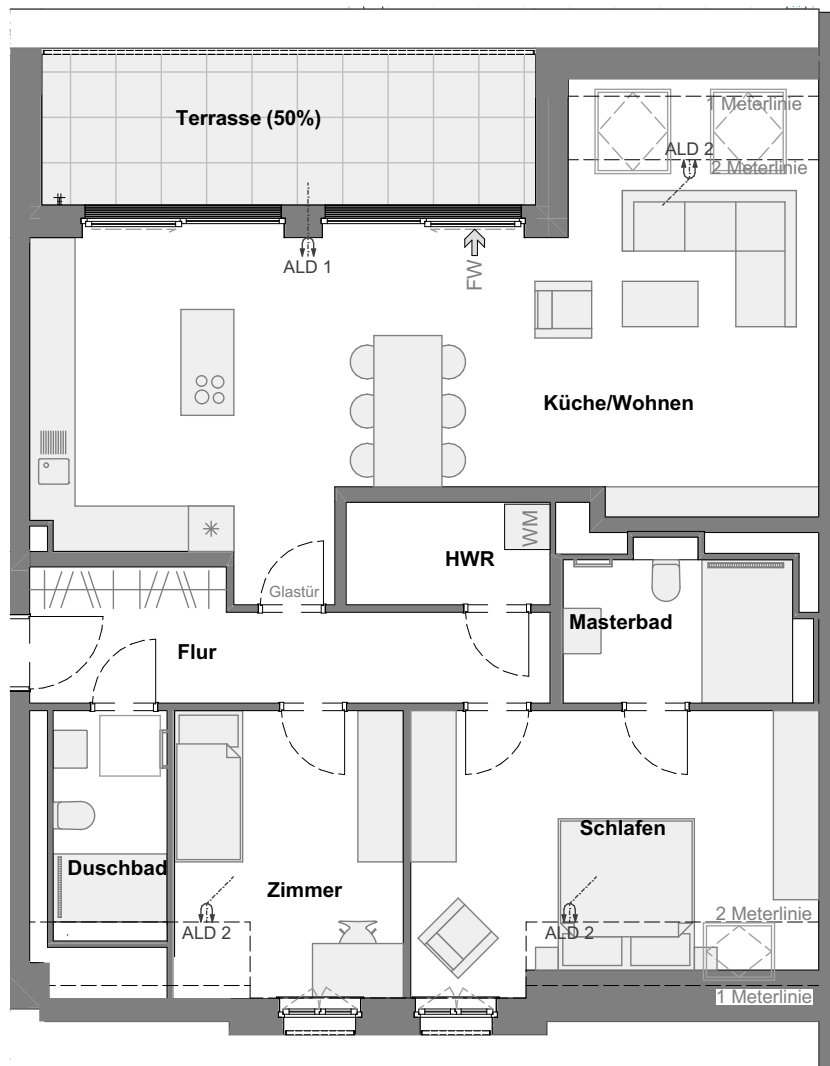 Terrasse (50%)
1 Meterlinie
ALD 2
2 Meterlinie
ALD 1
FW
Küche/Wohnen
WM
HWR
Glastür
Masterbad
Flur
Schlafen
Duschbad
Zimmer
2 Meterlinie
ALD 2
ALD 2
1 Meterlinie